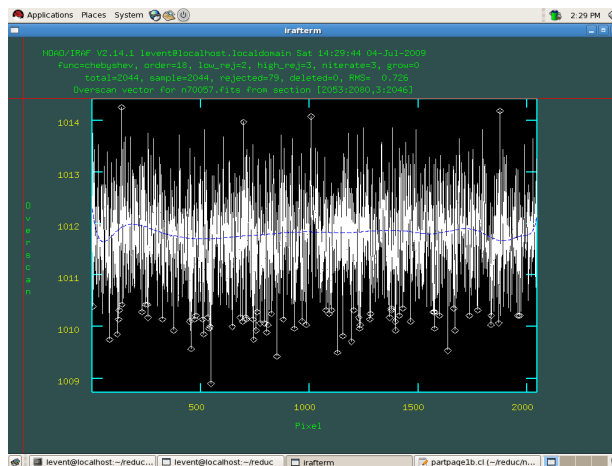 Applications Places System 2:29 PM
irafterm
NOAO/IRAF V2.14.1 levent@localhost.localdomain Sat 14:29:44 04-Jul-2009
func=chebyshev, order=18, low_rej=2, high_rej=3, niterate=3, grow=0
total=2044, sample=2044, rejected=79, deleted=0, RMS= 0.726
Overscan vector for n70057.fits from section [2053:2080,3:2046]
1014
1013
1012
1011
1010
1009
Overscan
500 1000 1500 2000
Pixel
levent@localhost:~/reduc... levent@localhost:~/reduc irafterm partpage1b.cl (~/reduc/n...